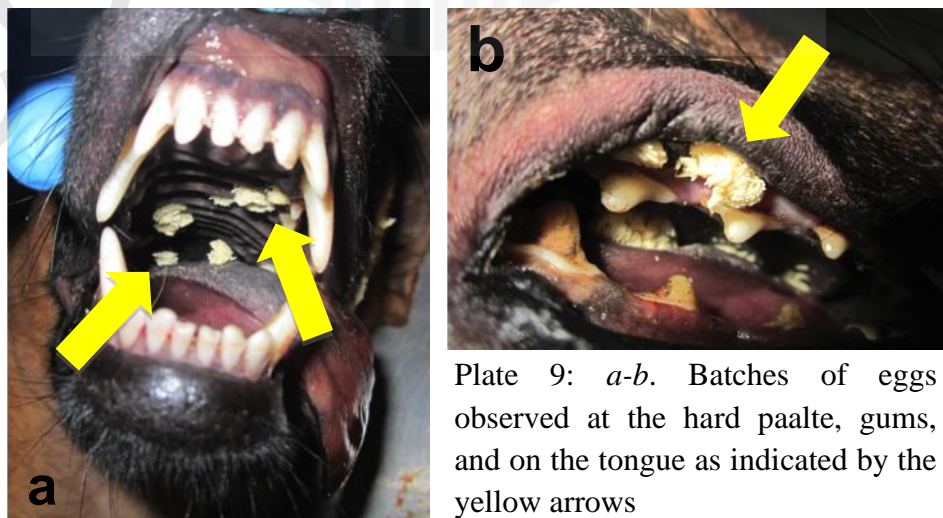 a
b
Plate 9: a-b. Batches of eggs
observed at the hard paalte, gums,
and on the tongue as indicated by the
yellow arrows